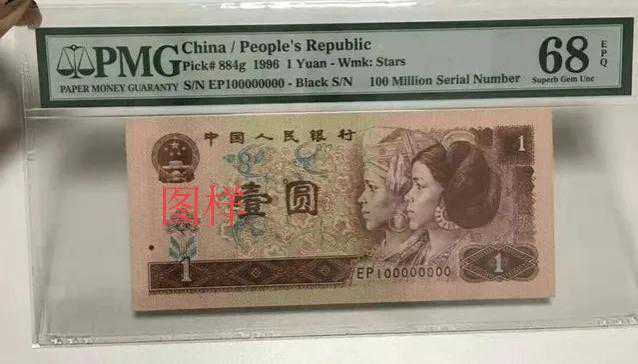 PMG
PAPER MONEY GUARANTY
China / People's Republic
Pick# 884g 1996 1 Yuan - Wmk: Stars
S/N EP100000000 - Black S/N 100 Million Serial Number
68 EPQ
Superb Gem Unc
中国人民银行
1
图样
壹圆
1
EP100000000
1